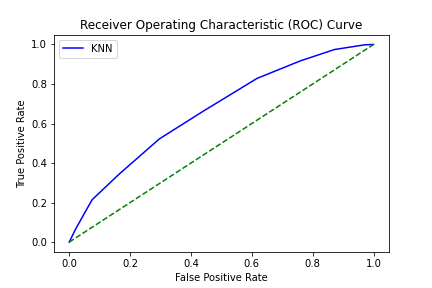 Receiver Operating Characteristic (ROC) Curve
KNN
True Positive Rate
1.0
0.8
0.6
0.4
0.2
0.0
0.0 0.2 0.4 0.6 0.8 1.0
False Positive Rate